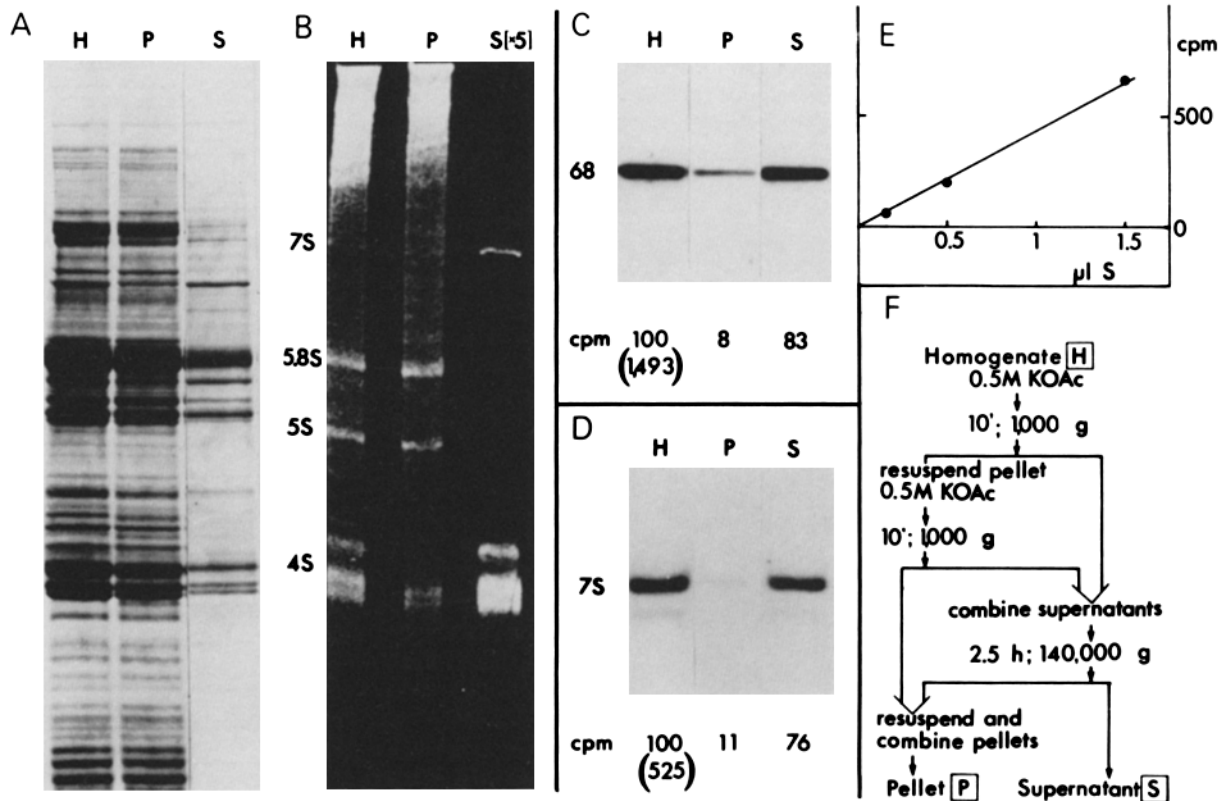 A
H P S
B
H P S[×5]
7S
5,8S
5S
4S
C
H P S
68
cpm 100 8 83
(1,493)
D
H P S
7S
cpm 100 11 76
(525)
E
cpm
500
0
0.5 1 1.5
µl S
F
Homogenate H
0.5M KOAc
10'; 1,000 g
resuspend pellet
0.5M KOAc
10'; 1,000 g
combine supernatants
2.5 h; 140,000 g
resuspend and
combine pellets
Pellet P Supernatant S